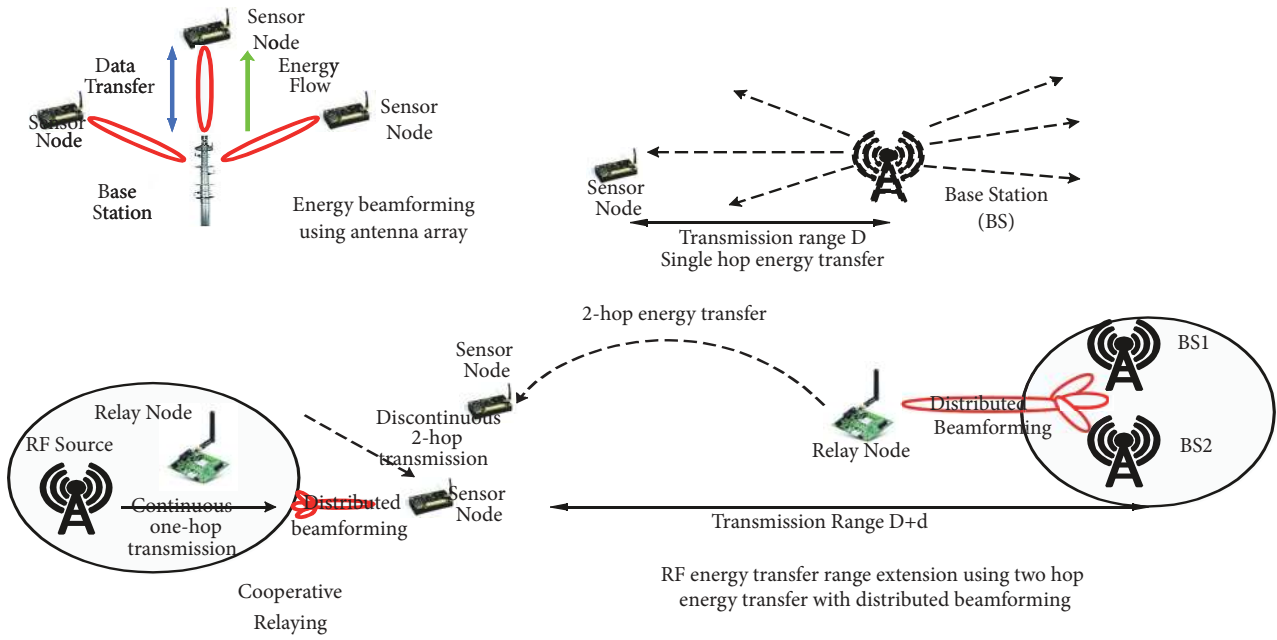 Sensor
Node
Data
Transfer
Energy
Flow
Sensor
Node
Sensor
Node
Base
Station
Energy beamforming
using antenna array
Sensor
Node
Base Station
(BS)
Transmission range D
Single hop energy transfer
2-hop energy transfer
Sensor
Node
BS1
Relay Node
Discontinuous
2-hop
transmission
Distributed
Beamforming
RF Source
Relay Node
BS2
Continuous
one-hop
transmission
Distributed
beamforming
Sensor
Node
Transmission Range D+d
Cooperative
Relaying
RF energy transfer range extension using two hop
energy transfer with distributed beamforming